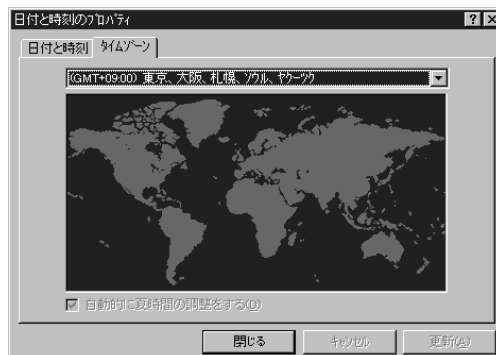 日付と時刻のﾌﾟﾛﾊﾟﾃｨ
日付と時刻 ﾀｲﾑｿﾞｰﾝ
(GMT+09:00) 東京、大阪、札幌、ｿｳﾙ、ﾔｸｰﾂｸ
自動的に夏時間の調整をする(D)
閉じる ｷｬﾝｾﾙ 更新(A)